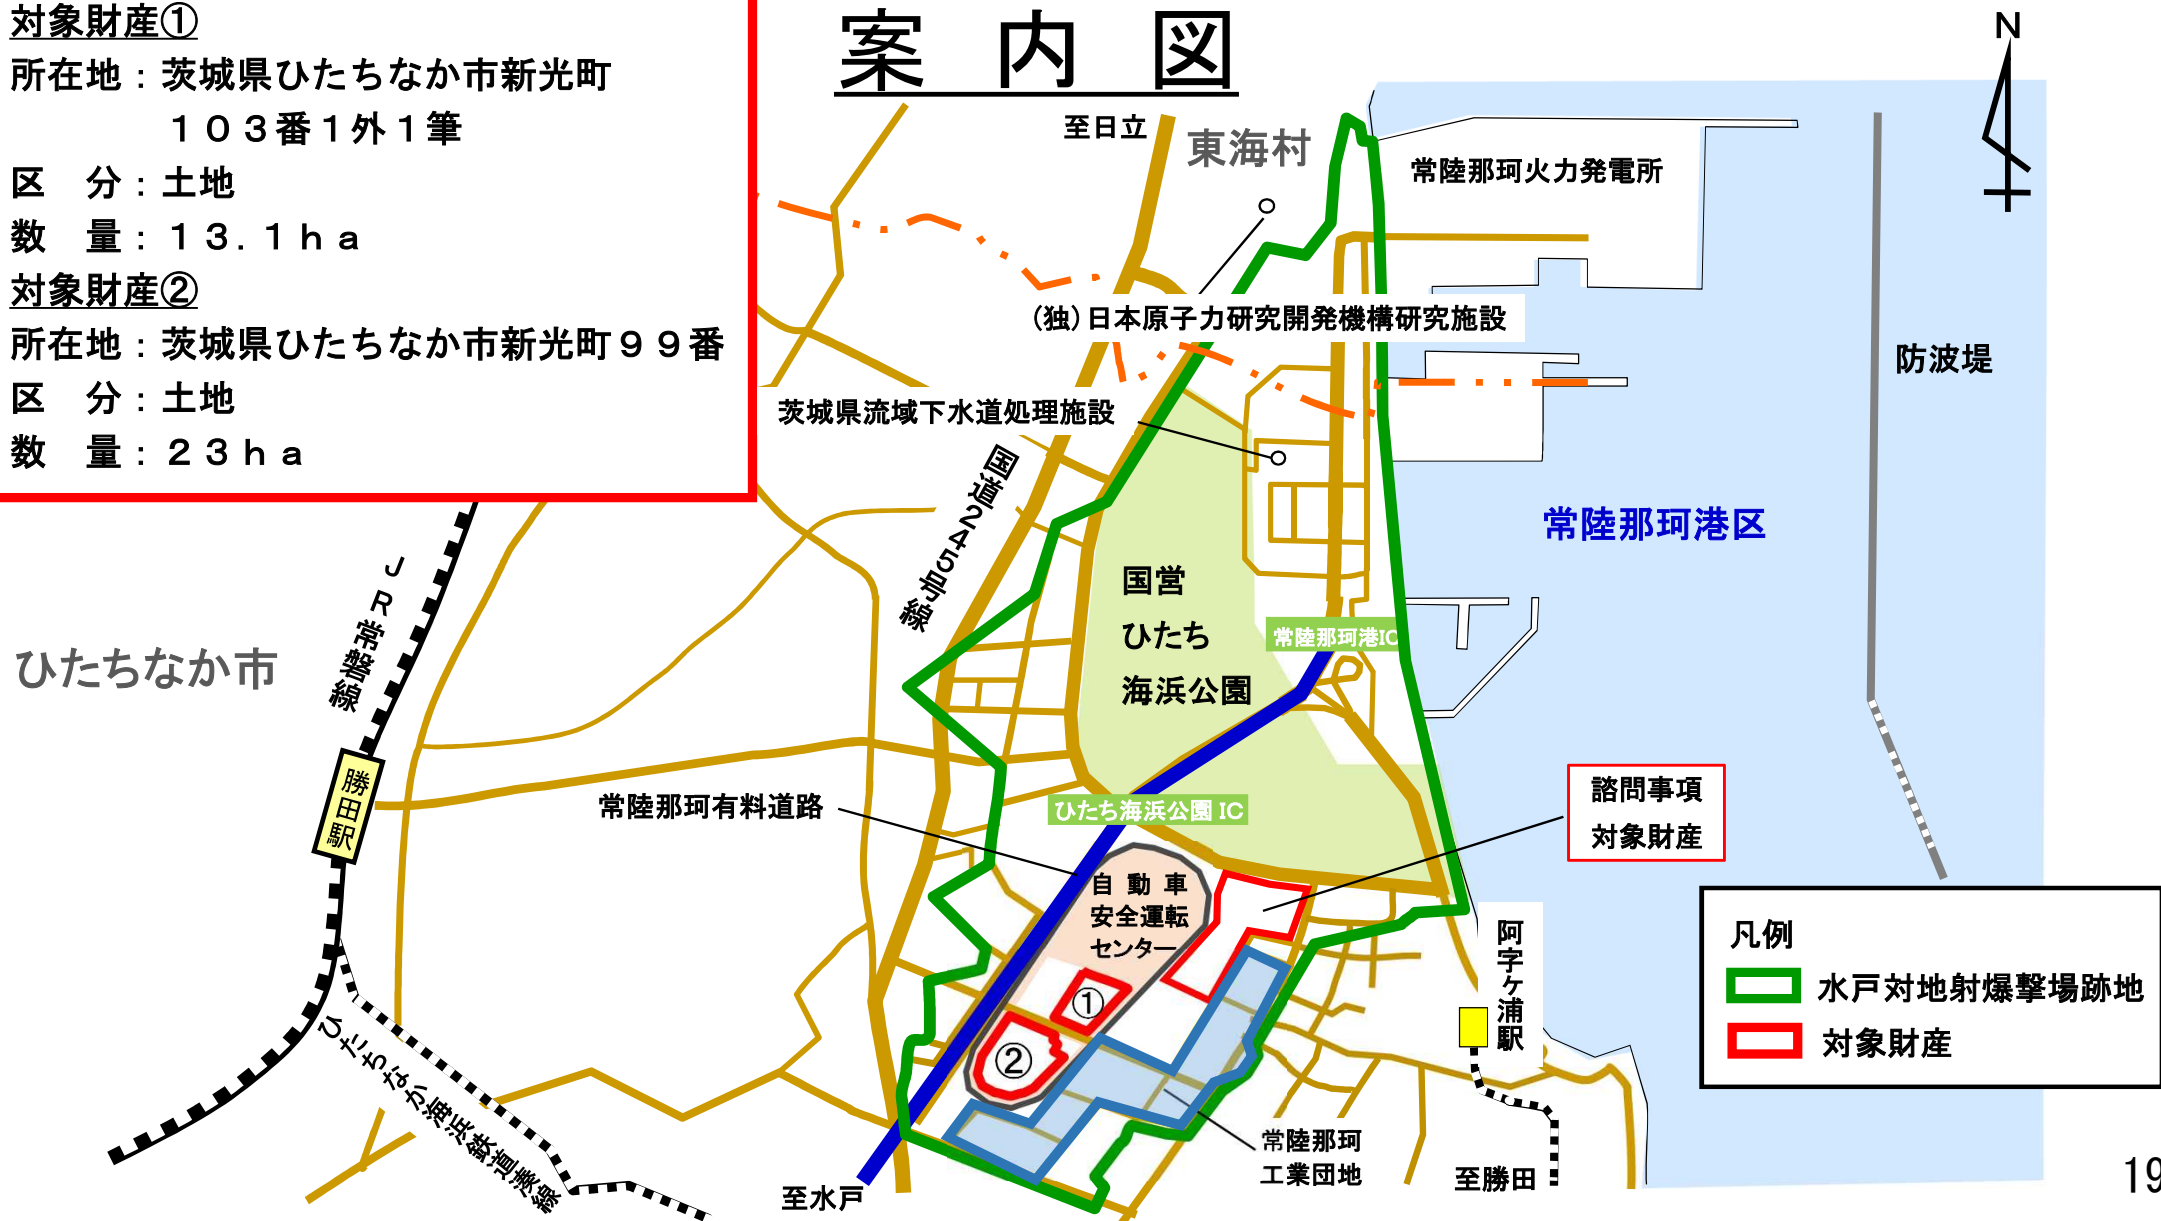 対象財産①
所在地：茨城県ひたちなか市新光町
１０３番１外１筆
区　分：土地
数　量：１３.１ｈａ
対象財産②
所在地：茨城県ひたちなか市新光町９９番
区　分：土地
数　量：２３ｈａ
案　内　図
N
至日立
東海村
常陸那珂火力発電所
（独）日本原子力研究開発機構研究施設
防波堤
茨城県流域下水道処理施設
国道245号線
常陸那珂港区
JR常磐線
国営
ひたち
海浜公園
常陸那珂港IC
ひたちなか市
勝田駅
常陸那珂有料道路
ひたち海浜公園 IC
諮問事項
対象財産
自 動 車
安全運転
センター
①
②
阿字ヶ浦駅
凡例
水戸対地射爆撃場跡地
対象財産
ひたちなか海浜鉄道湊線
常陸那珂
工業団地
至勝田
至水戸
19